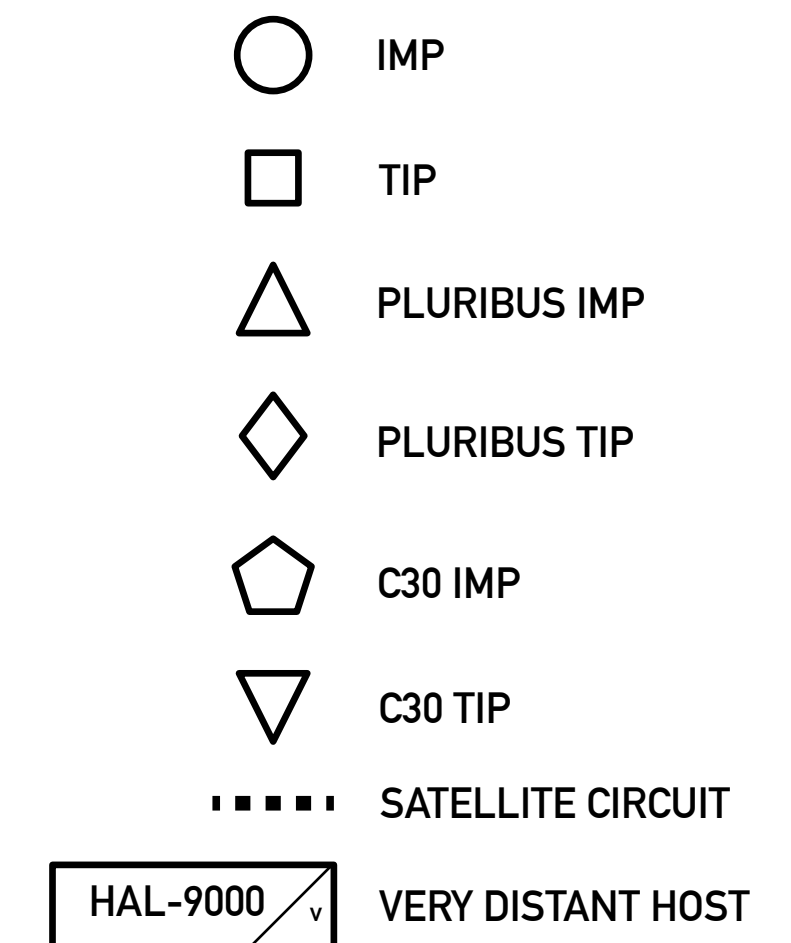 IMP
TIP
PLURIBUS IMP
PLURIBUS TIP
C30 IMP
C30 TIP
SATELLITE CIRCUIT
HAL-9000 V VERY DISTANT HOST